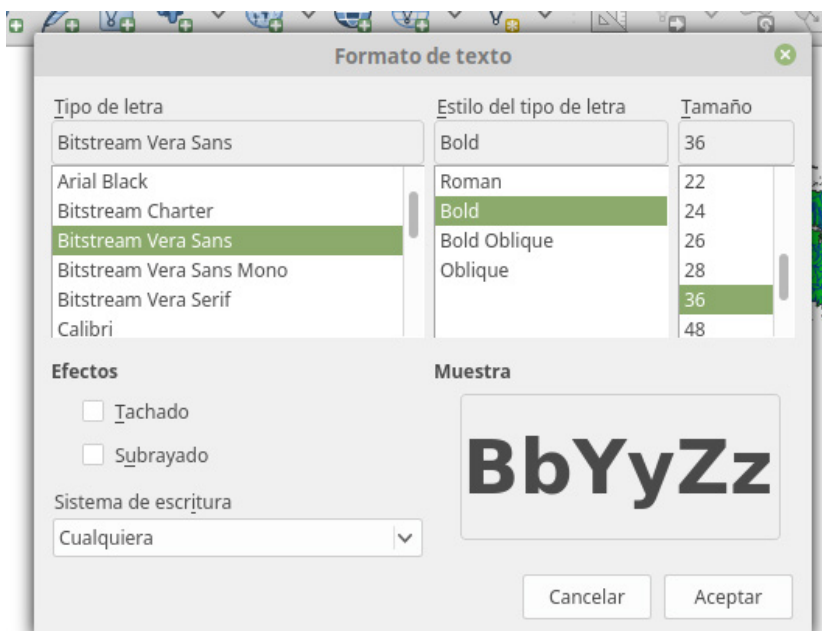 Formato de texto
Tipo de letra
Estilo del tipo de letra
Tamaño
Bitstream Vera Sans
Bold
36
Arial Black
Bitstream Charter
Bitstream Vera Sans
Bitstream Vera Sans Mono
Bitstream Vera Serif
Calibri
Roman
Bold
Bold Oblique
Oblique
22
24
26
28
36
48
Efectos
Muestra
Tachado
Subrayado
BbYyZz
Sistema de escritura
Cualquiera
Cancelar
Aceptar